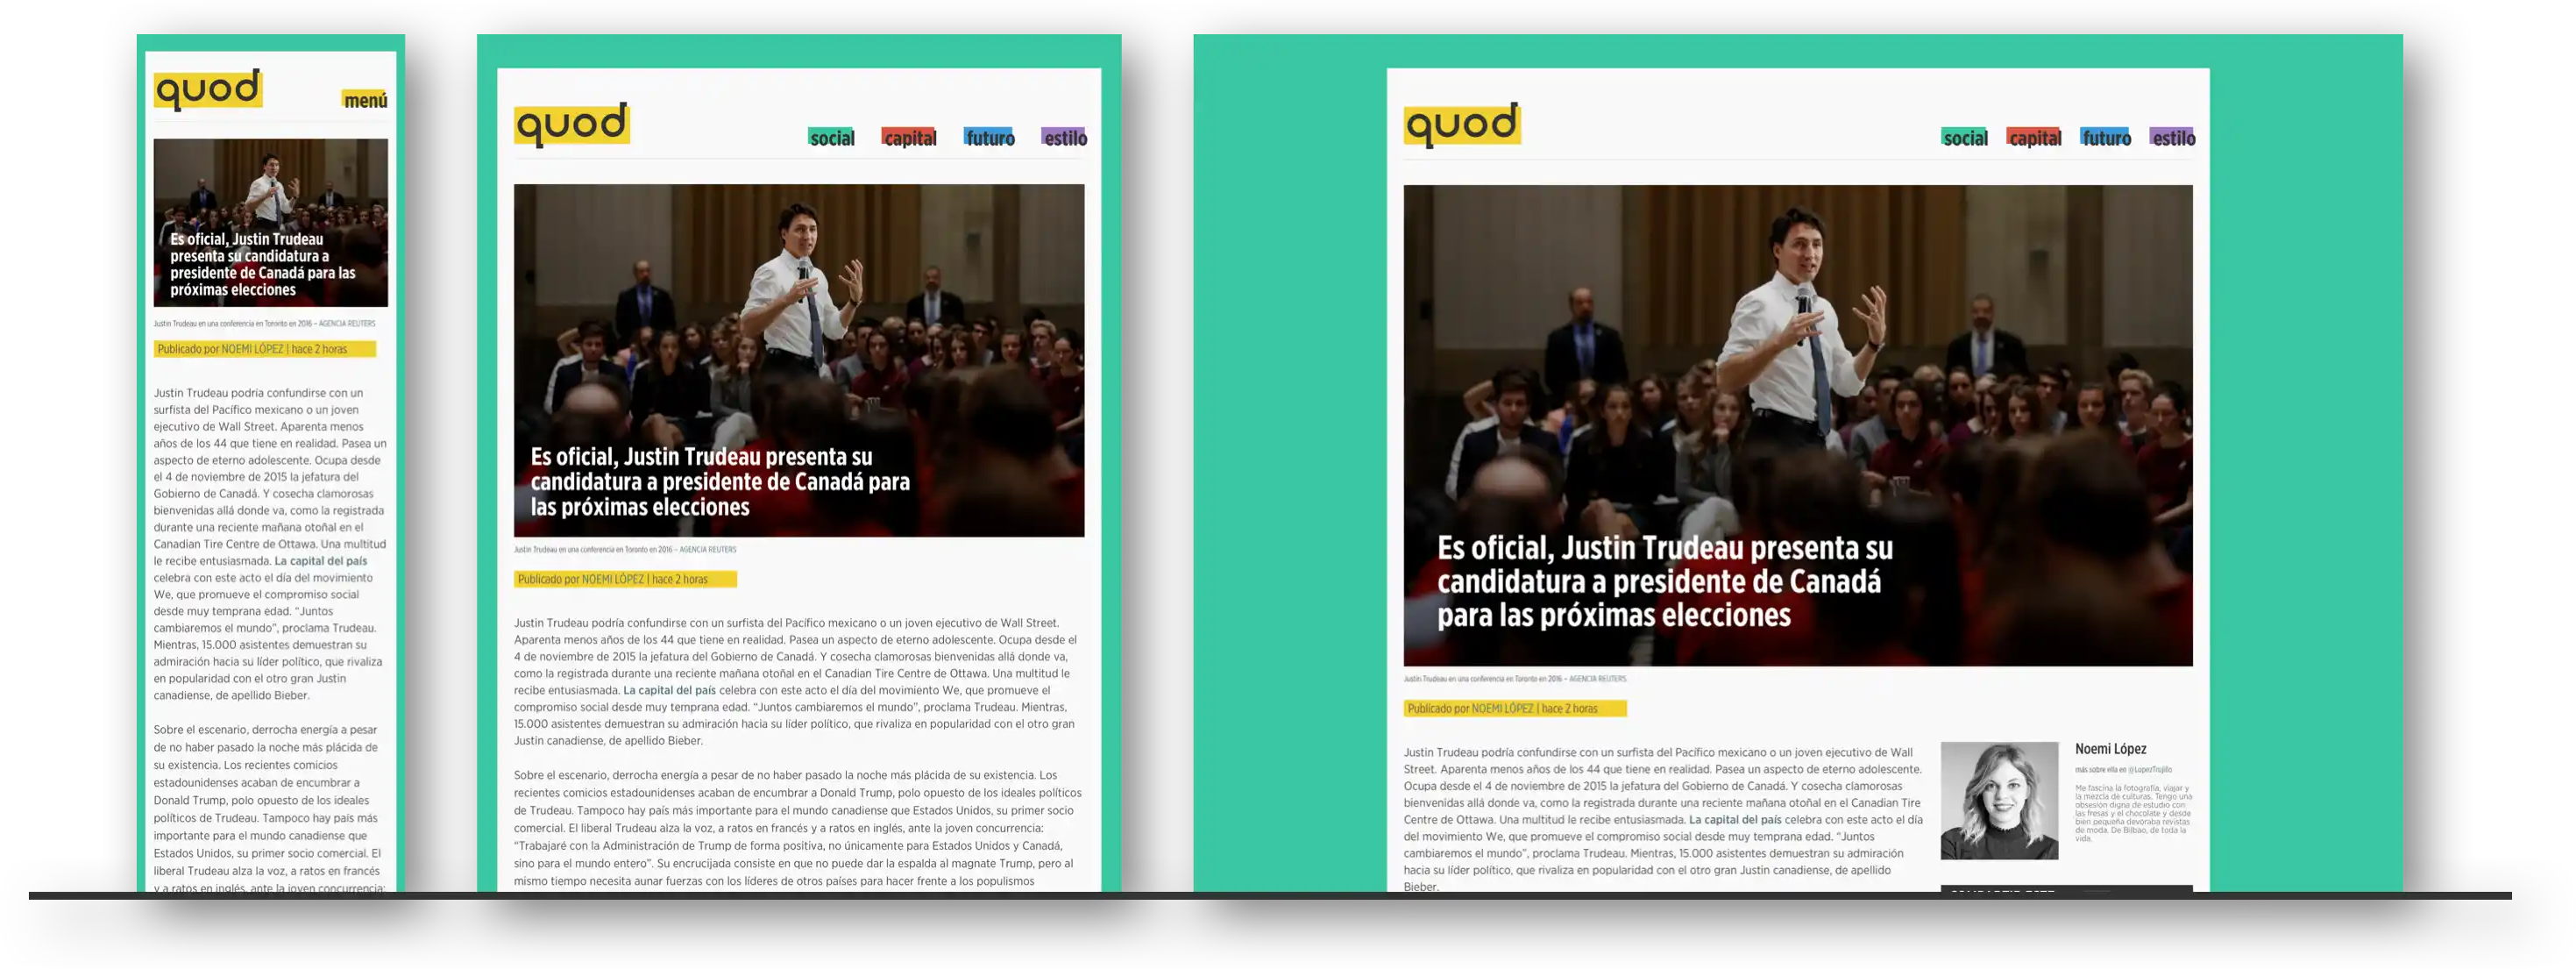 quod
menú
Es oficial, Justin Trudeau
presenta su candidatura a
presidente de Canadá para las
próximas elecciones
Justin Trudeau en una conferencia en Toronto en 2016 – AGENCIA REUTERS
Publicado por NOEMI LÓPEZ | hace 2 horas
Justin Trudeau podría confundirse con un
surfista del Pacífico mexicano o un joven
ejecutivo de Wall Street. Aparenta menos
años de los 44 que tiene en realidad. Pasea un
aspecto de eterno adolescente. Ocupa desde
el 4 de noviembre de 2015 la jefatura del
Gobierno de Canadá. Y cosecha clamorosas
bienvenidas allá donde va, como la registrada
durante una reciente mañana otoñal en el
Canadian Tire Centre de Ottawa. Una multitud
le recibe entusiasmada. La capital del país
celebra con este acto el día del movimiento
We, que promueve el compromiso social
desde muy temprana edad. “Juntos
cambiaremos el mundo”, proclama Trudeau.
Mientras, 15.000 asistentes demuestran su
admiración hacia su líder político, que rivaliza
en popularidad con el otro gran Justin
canadiense, de apellido Bieber.
Sobre el escenario, derrocha energía a pesar
de no haber pasado la noche más plácida de
su existencia. Los recientes comicios
estadounidenses acaban de encumbrar a
Donald Trump, polo opuesto de los ideales
políticos de Trudeau. Tampoco hay país más
importante para el mundo canadiense que
Estados Unidos, su primer socio comercial. El
liberal Trudeau alza la voz, a ratos en francés
y a ratos en inglés, ante la joven concurrencia:
quod
social capital futuro estilo
Es oficial, Justin Trudeau presenta su
candidatura a presidente de Canadá para
las próximas elecciones
Justin Trudeau en una conferencia en Toronto en 2016 – AGENCIA REUTERS
Publicado por NOEMI LÓPEZ | hace 2 horas
Justin Trudeau podría confundirse con un surfista del Pacífico mexicano o un joven ejecutivo de Wall Street.
Aparenta menos años de los 44 que tiene en realidad. Pasea un aspecto de eterno adolescente. Ocupa desde el
4 de noviembre de 2015 la jefatura del Gobierno de Canadá. Y cosecha clamorosas bienvenidas allá donde va,
como la registrada durante una reciente mañana otoñal en el Canadian Tire Centre de Ottawa. Una multitud le
recibe entusiasmada. La capital del país celebra con este acto el día del movimiento We, que promueve el
compromiso social desde muy temprana edad. “Juntos cambiaremos el mundo”, proclama Trudeau. Mientras,
15.000 asistentes demuestran su admiración hacia su líder político, que rivaliza en popularidad con el otro gran
Justin canadiense, de apellido Bieber.
Sobre el escenario, derrocha energía a pesar de no haber pasado la noche más plácida de su existencia. Los
recientes comicios estadounidenses acaban de encumbrar a Donald Trump, polo opuesto de los ideales políticos
de Trudeau. Tampoco hay país más importante para el mundo canadiense que Estados Unidos, su primer socio
comercial. El liberal Trudeau alza la voz, a ratos en francés y a ratos en inglés, ante la joven concurrencia:
“Trabajaré con la Administración de Trump de forma positiva, no únicamente para Estados Unidos y Canadá,
sino para el mundo entero”. Su encrucijada consiste en que no puede dar la espalda al magnate Trump, pero al
mismo tiempo necesita aunar fuerzas con los líderes de otros países para hacer frente a los populismos
quod
social capital futuro estilo
Es oficial, Justin Trudeau presenta su
candidatura a presidente de Canadá
para las próximas elecciones
Justin Trudeau en una conferencia en Toronto en 2016 – AGENCIA REUTERS
Publicado por NOEMI LÓPEZ | hace 2 horas
Justin Trudeau podría confundirse con un surfista del Pacífico mexicano o un joven ejecutivo de Wall
Street. Aparenta menos años de los 44 que tiene en realidad. Pasea un aspecto de eterno adolescente.
Ocupa desde el 4 de noviembre de 2015 la jefatura del Gobierno de Canadá. Y cosecha clamorosas
bienvenidas allá donde va, como la registrada durante una reciente mañana otoñal en el Canadian Tire
Centre de Ottawa. Una multitud le recibe entusiasmada. La capital del país celebra con este acto el día
del movimiento We, que promueve el compromiso social desde muy temprana edad. “Juntos
cambiaremos el mundo”, proclama Trudeau. Mientras, 15.000 asistentes demuestran su admiración
hacia su líder político, que rivaliza en popularidad con el otro gran Justin canadiense, de apellido
Bieber.
Noemi López
más sobre ella en @LopezTrujillo
Me fascina la fotografía, viajar y
la mezcla de culturas. Tengo una
obsesión digna de estudio con
las fresas y el chocolate y desde
bien pequeña devoraba revistas
de moda. De Bilbao, de toda la
vida.